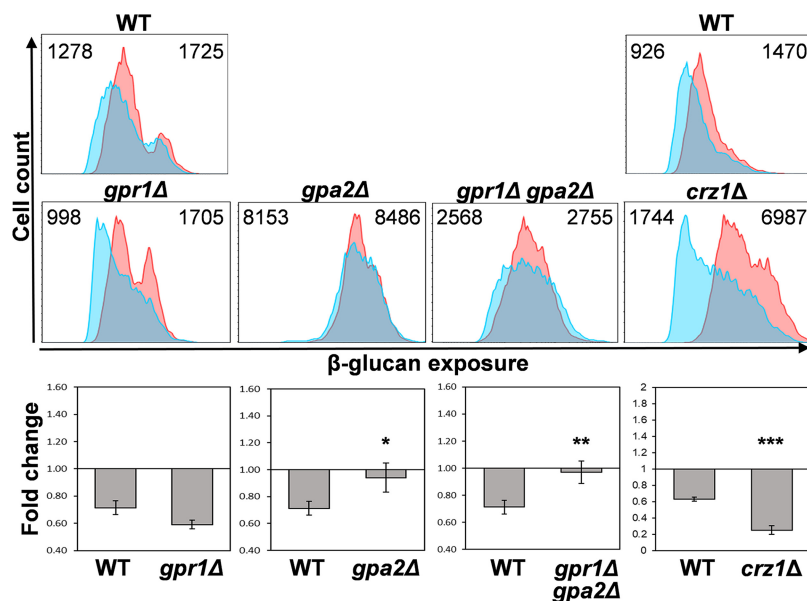 WT WT
1278 1725 926 1470
Cell count
gpr1Δ gpa2Δ gpr1Δ gpa2Δ crz1Δ
998 1705 8153 8486 2568 2755 1744 6987
β-glucan exposure
Fold change
1.60 1.60 1.60 2
1.40 1.40 1.40 1.8
1.20 1.20 1.20 1.6
1.00 1.00 1.00 1.4
0.80 0.80 0.80 1.2
0.60 0.60 0.60 1
0.40 0.40 0.40 0.8
0.6
0.4
0.2
0
* ** ***
WT gpr1Δ WT gpa2Δ WT gpr1Δ WT crz1Δ
gpa2Δ